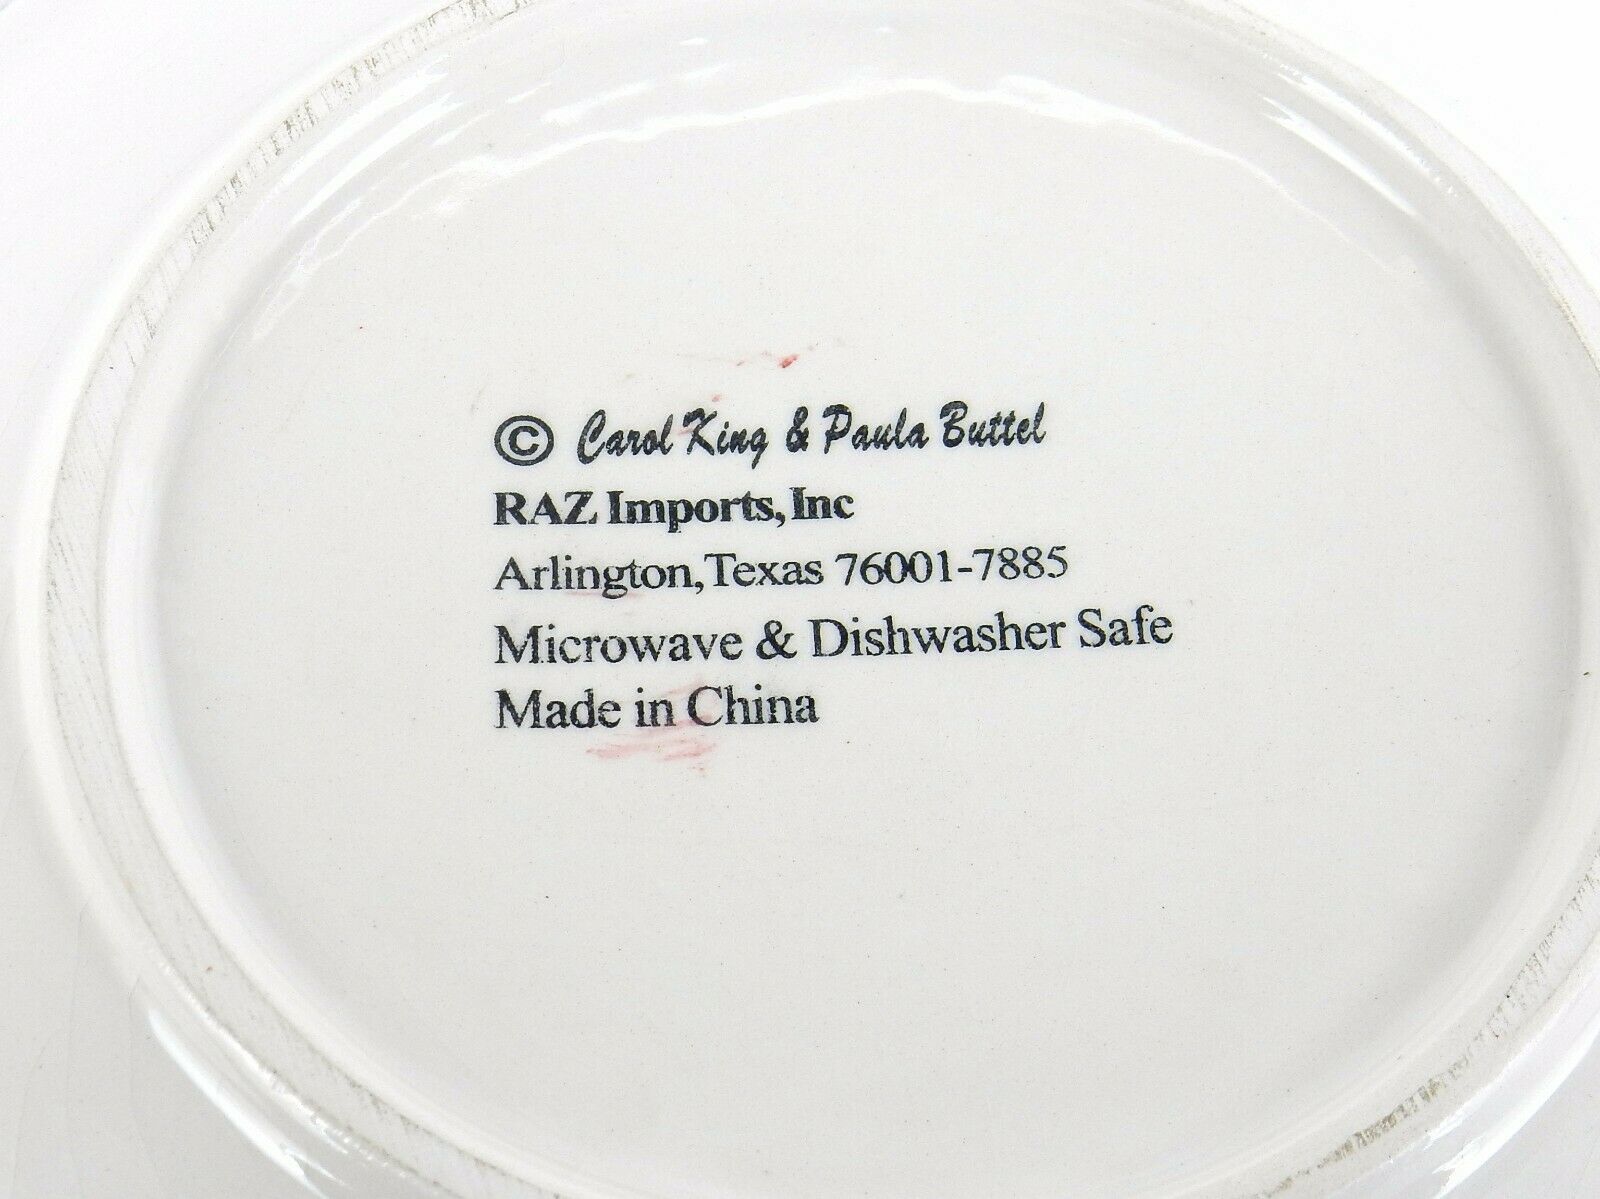 © Carol King & Paula Buttel
RAZ Imports,Inc
Arlington,Texas 76001-7885
Microwave & Dishwasher Safe
Made in China